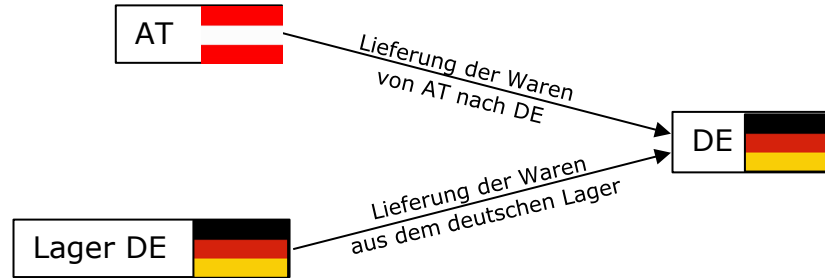 AT
Lieferung der Waren
von AT nach DE
DE
Lieferung der Waren
aus dem deutschen Lager
Lager DE